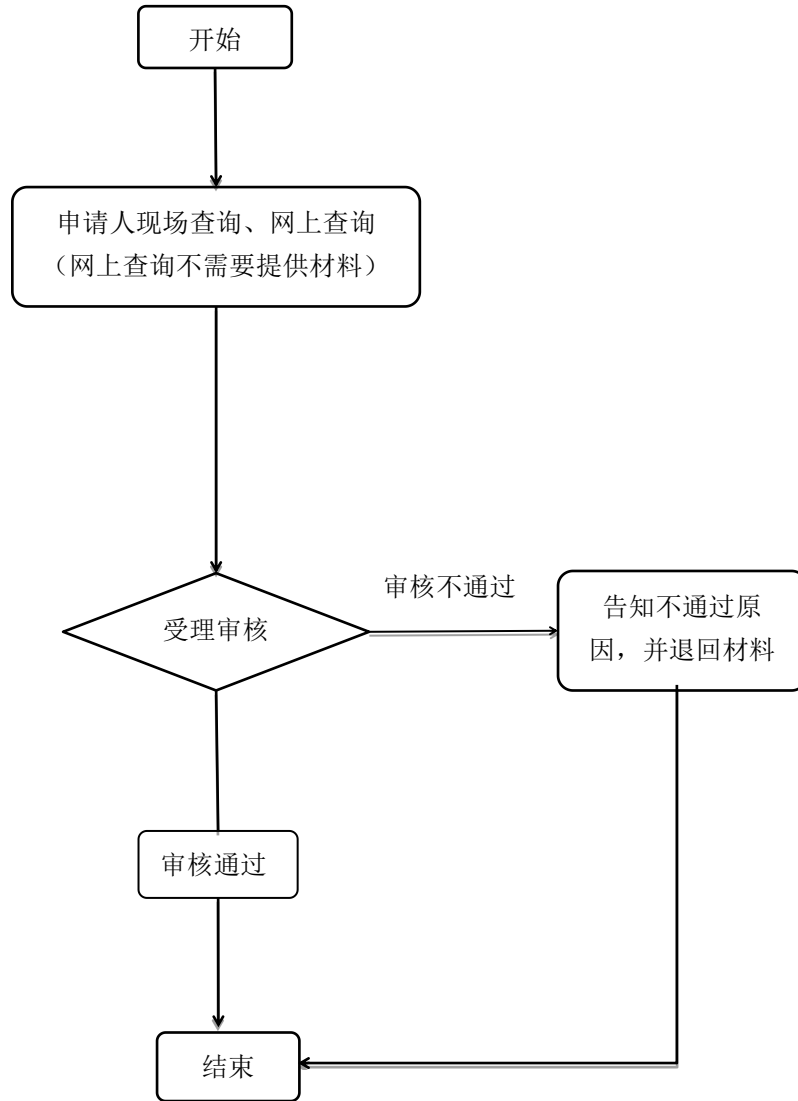 开始
申请人现场查询、网上查询
（网上查询不需要提供材料）
受理审核
审核不通过
告知不通过原
因，并退回材料
审核通过
结束